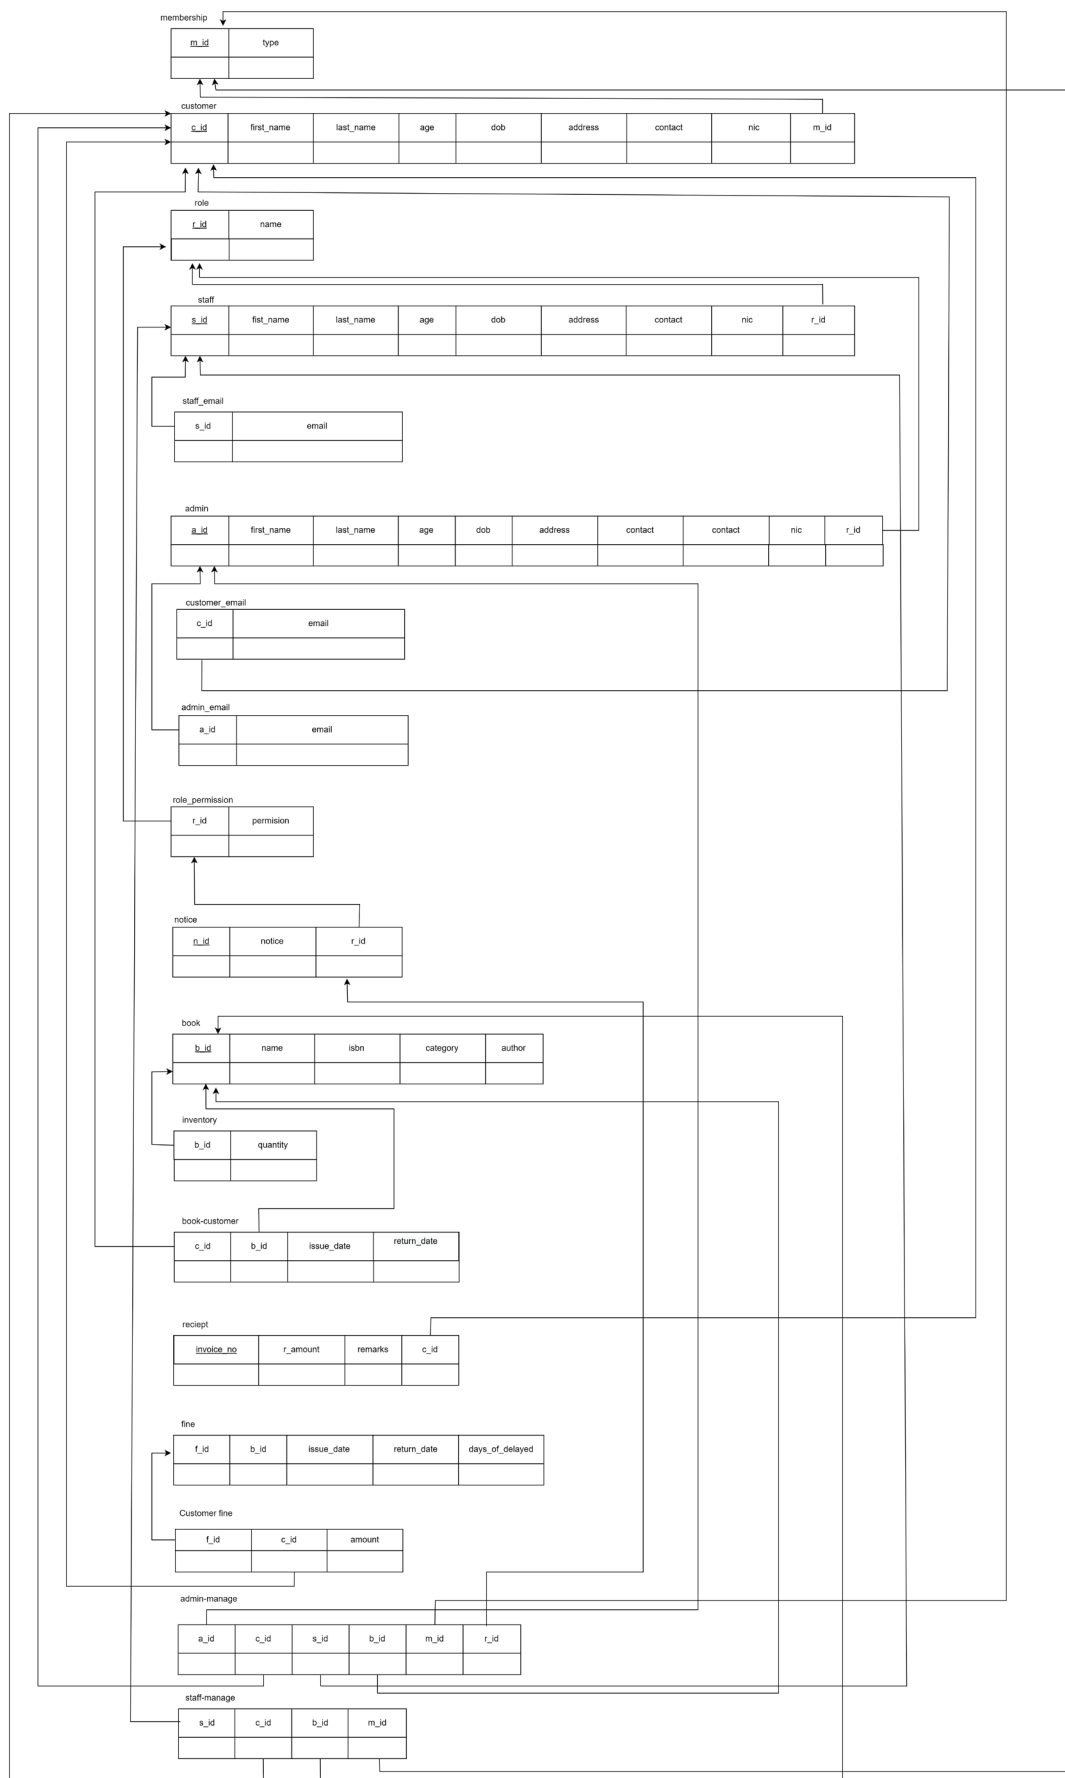 membership
m_id type
customer
c_id first_name last_name age dob address contact nic m_id
role
r_id name
staff
s_id fist_name last_name age dob address contact nic r_id
staff_email
s_id email
admin
a_id first_name last_name age dob address contact contact nic r_id
customer_email
c_id email
admin_email
a_id email
role_permission
r_id permision
notice
n_id notice r_id
book
b_id name isbn category author
inventory
b_id quantity
book-customer
c_id b_id issue_date return_date
reciept
invoice_no r_amount remarks c_id
fine
f_id b_id issue_date return_date days_of_delayed
Customer fine
f_id c_id amount
admin-manage
a_id c_id s_id b_id m_id r_id
staff-manage
s_id c_id b_id m_id